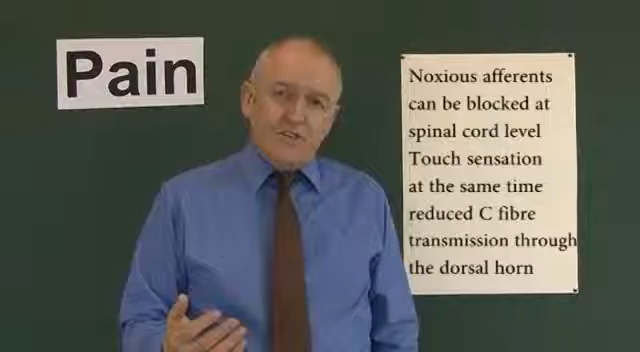 Pain
Noxious afferents
can be blocked at
spinal cord level
Touch sensation
at the same time
reduced C fibre
transmission through
the dorsal horn